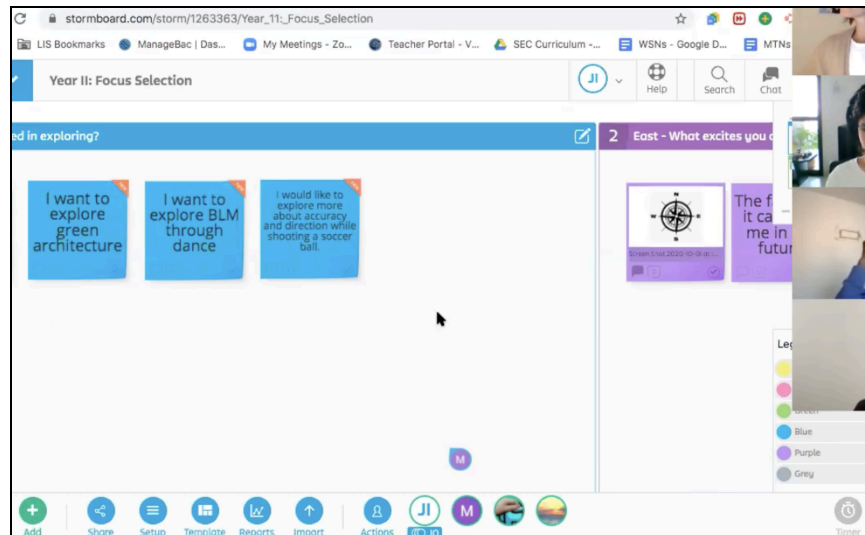 stormboard.com/storm/1263363/Year_11:_Focus_Selection
LIS Bookmarks
ManageBac | Das...
My Meetings - Zo...
Teacher Portal - V...
SEC Curriculum -...
WSNs - Google D...
MTNs
Year II: Focus Selection
JI
Help
Search
Chat
ed in exploring?
2 East - What excites you
I want to
explore
green
architecture
I want to
explore BLM
through
dance
I would like to
explore more
about accuracy
and direction while
shooting a soccer
ball.
N
W E
S
The
it ca
me in
futur
M
Blue
Purple
Grey
Add
Share
Setup
Template
Reports
Import
Actions
JI
M
Timer